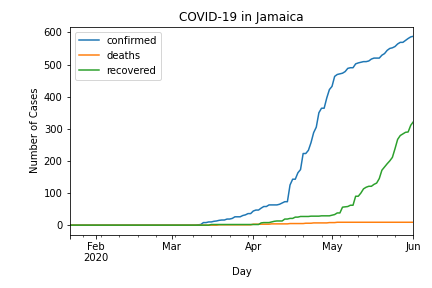 COVID-19 in Jamaica
confirmed
deaths
recovered
600
500
400
300
200
100
0
Number of Cases
Feb
2020
Mar
Apr
May
Jun
Day